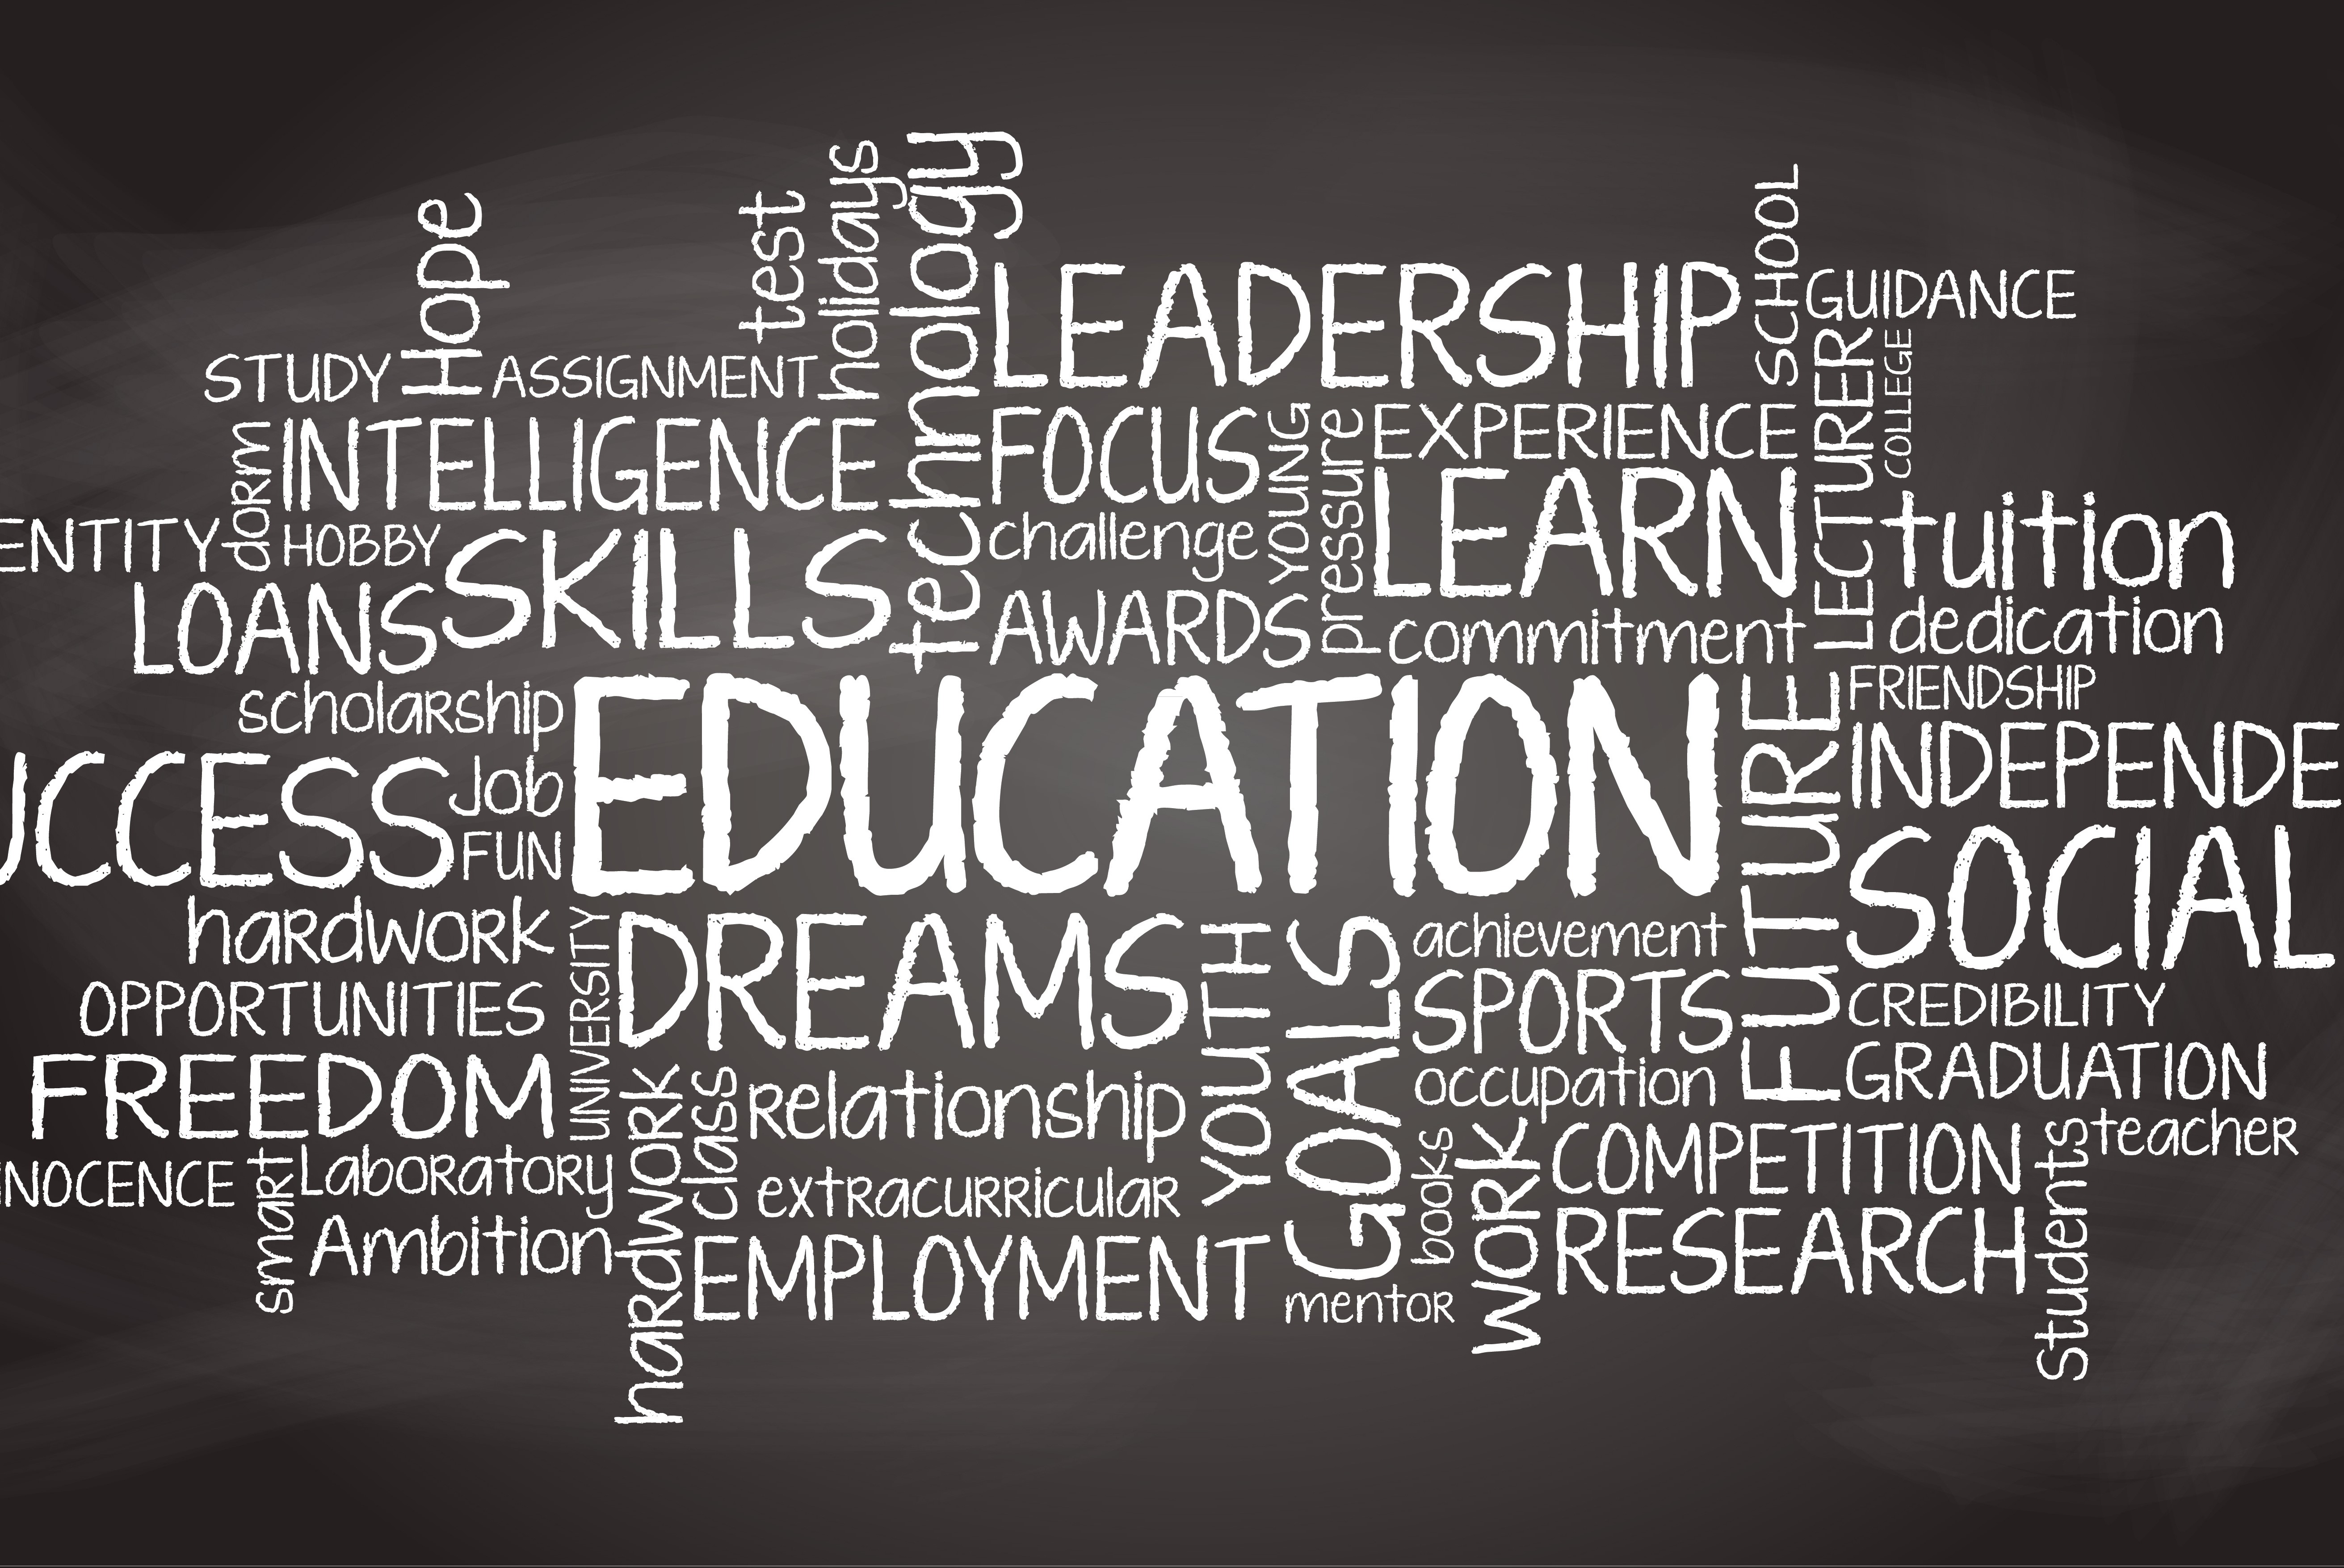 Hope
test
holidays
technology
LEADERSHIP
SCHOOL
GUIDANCE
STUDY
ASSIGNMENT
LECTURER
COLLEGE
dorm
INTELLIGENCE
FOCUS
YOUNG
pressure
EXPERIENCE
LEARN
tuition
ENTITY
HOBBY
SKILLS
challenge
LOANS
AWARDS
commitment
dedication
scholarship
EDUCATION
FUTURE
FRIENDSHIP
INDEPENDE
UCCESS
Job
FUN
SOCIAL
hardwork
UNIVERSITY
DREAMS
YOUTH
GOALS
achievement
OPPORTUNITIES
SPORTS
CREDIBILITY
FREEDOM
hardwork
class
relationship
occupation
GRADUATION
NOCENCE
smart
Laboratory
extracurricular
books
WORK
COMPETITION
Students
teacher
Ambition
EMPLOYMENT
mentor
RESEARCH